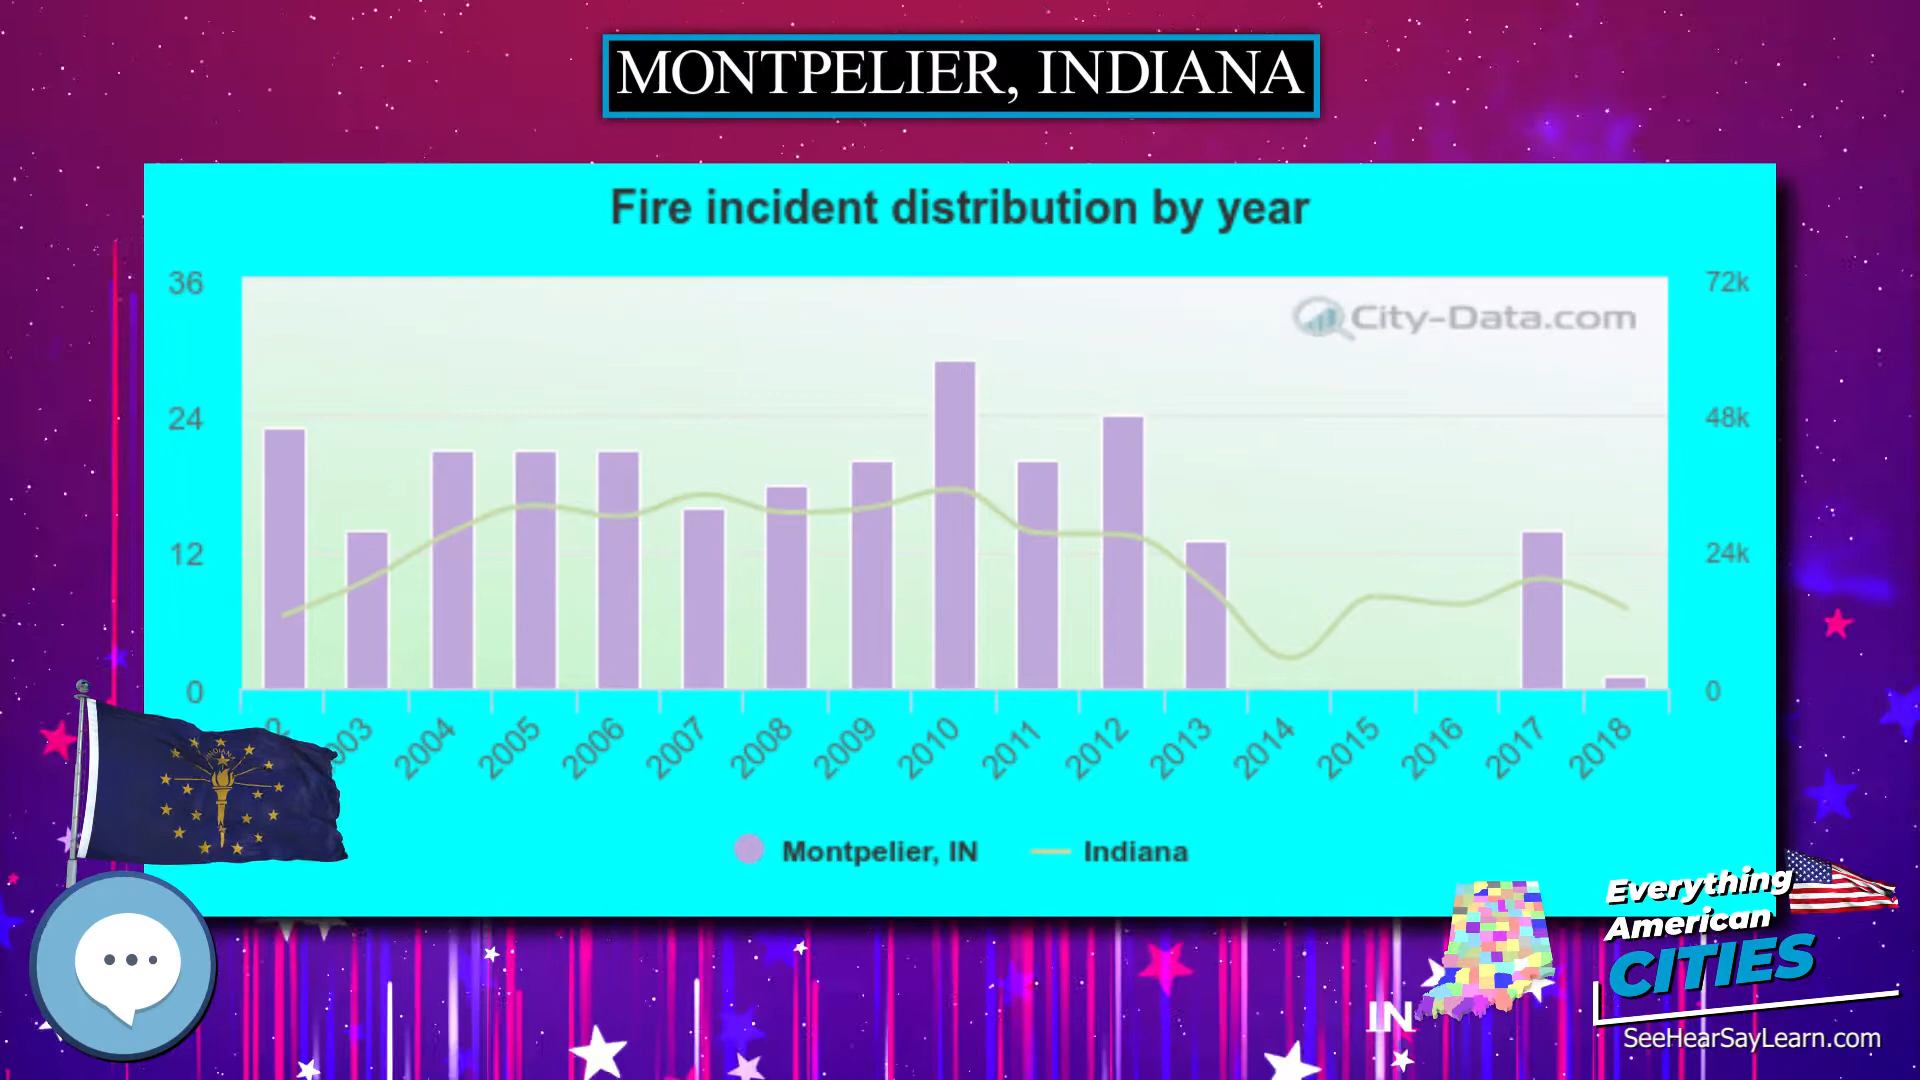 MONTPELIER, INDIANA
Fire incident distribution by year
36
72k
City-Data.com
24
48k
12
24k
0
0
2004
2005
2006
2007
2008
2009
2010
2011
2012
2013
2014
2015
2016
2017
2018
Montpelier, IN
Indiana
Everything
American
CITIES
IN
SeeHearSayLearn.com